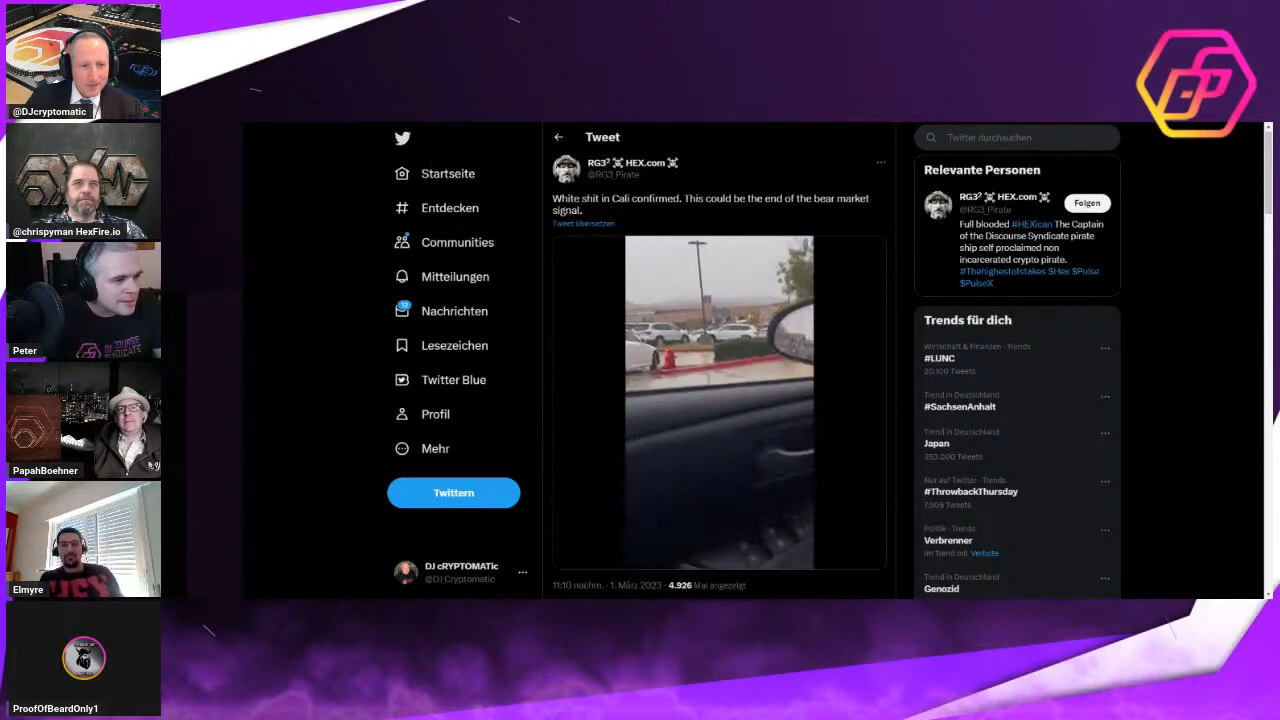 @DJcryptomatic
@chrispyman HexFire.io
Peter
PapahBoehner
Elmyre
ProofOfBeardOnly1
Startseite
Entdecken
Communities
Mitteilungen
Nachrichten
Lesezeichen
Twitter Blue
Profil
Mehr
Twittern
DJ cRYPTOMATic
@DJ_Cryptomatic
Tweet
RG3³ ☠ HEX.com ☠
@RG3_Pirate
White shit in Cali confirmed. This could be the end of the bear market
signal.
Tweet übersetzen
11:10 nachm. · 1. März 2023 · 4.926 Mal angezeigt
Twitter durchsuchen
Relevante Personen
RG3³ ☠ HEX.com ☠
@RG3_Pirate
Folgen
Full blooded #HEXican The Captain
of the Discourse Syndicate pirate
ship self proclaimed non
incarcerated crypto pirate.
#Thehighestofstakes $Hex $Pulse
$PulseX
Trends für dich
Wirtschaft & Finanzen · Trends
#LUNC
20.100 Tweets
Trend in Deutschland
#SachsenAnhalt
Trend in Deutschland
Japan
353.000 Tweets
Nur auf Twitter · Trends
#ThrowbackThursday
7.906 Tweets
Politik · Trends
Verbrenner
Im Trend mit Verbote
Trend in Deutschland
Genozid